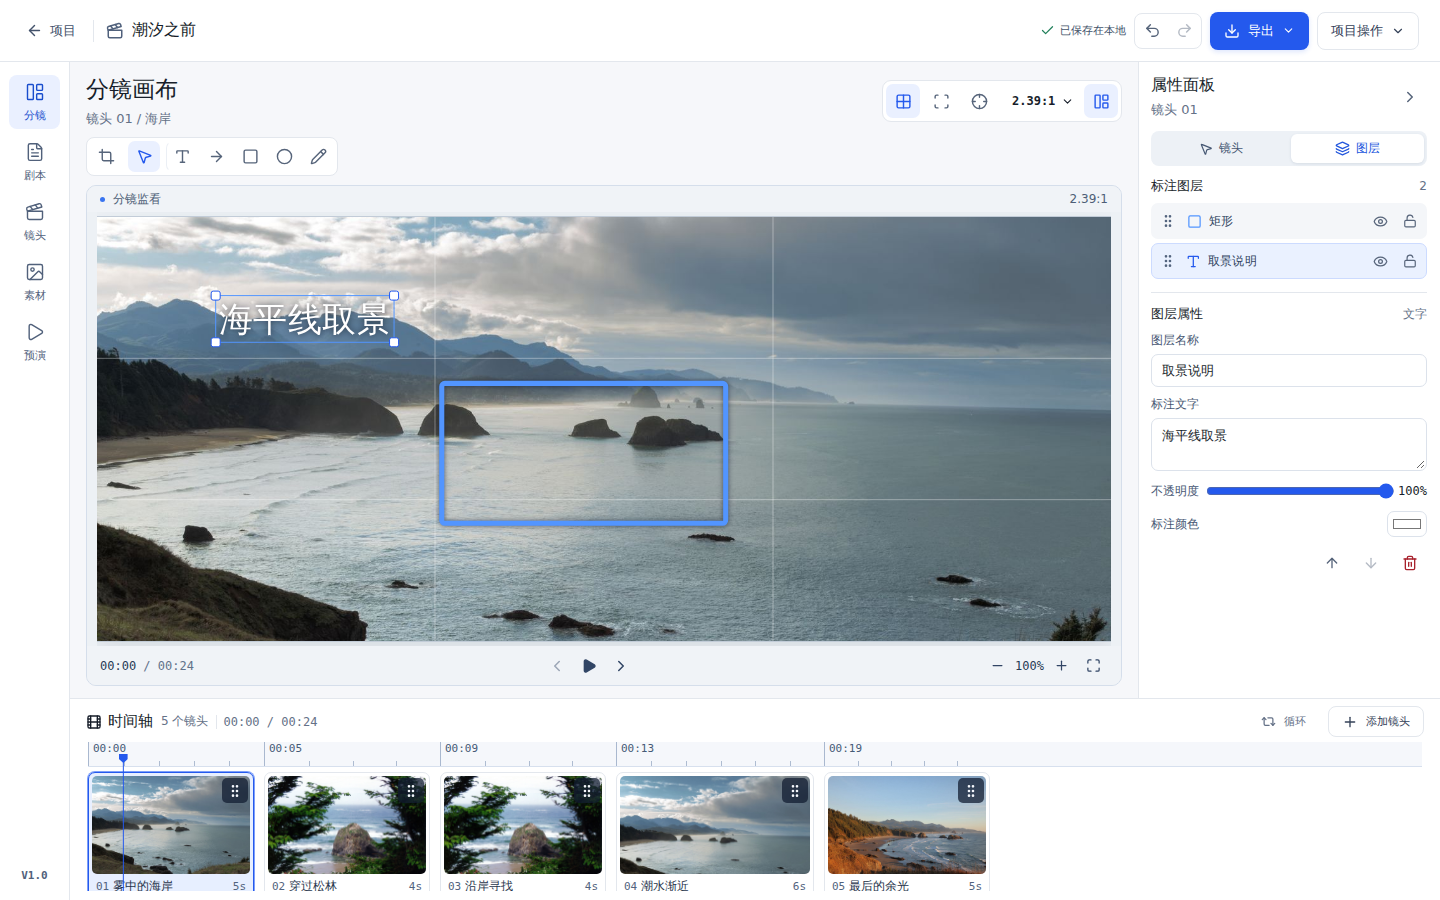 项目
潮汐之前
已保存在本地
导出
项目操作
分镜
剧本
镜头
素材
预演
V1.0
分镜画布
镜头 01 / 海岸
2.39:1
分镜监看
2.39:1
海平线取景
00:00 / 00:24
100%
属性面板
镜头 01
镜头
图层
标注图层
2
矩形
取景说明
图层属性
文字
图层名称
取景说明
标注文字
海平线取景
不透明度
100%
标注颜色
时间轴
5 个镜头
00:00 / 00:24
循环
添加镜头
00:00
00:05
00:09
00:13
00:19
01 雾中的海岸 5s
02 穿过松林 4s
03 沿岸寻找 4s
04 潮水渐近 6s
05 最后的余光 5s